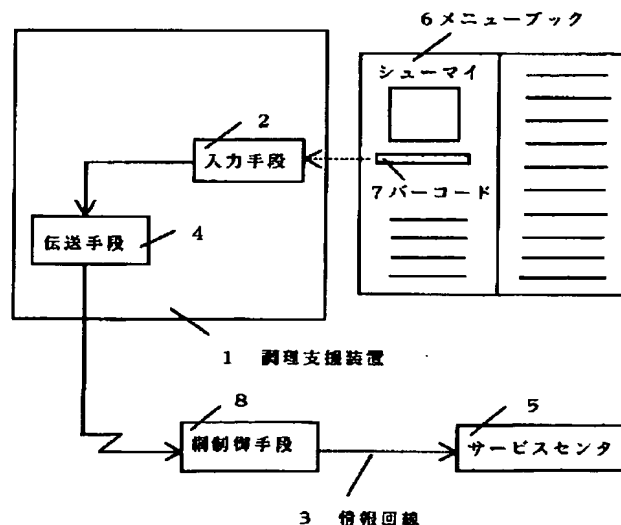 6 メニューブック
シューマイ
2
入力手段
7 バーコード
伝送手段
4
1 調理支援装置
8
網制御手段
5
サービスセンタ
3 情報回線